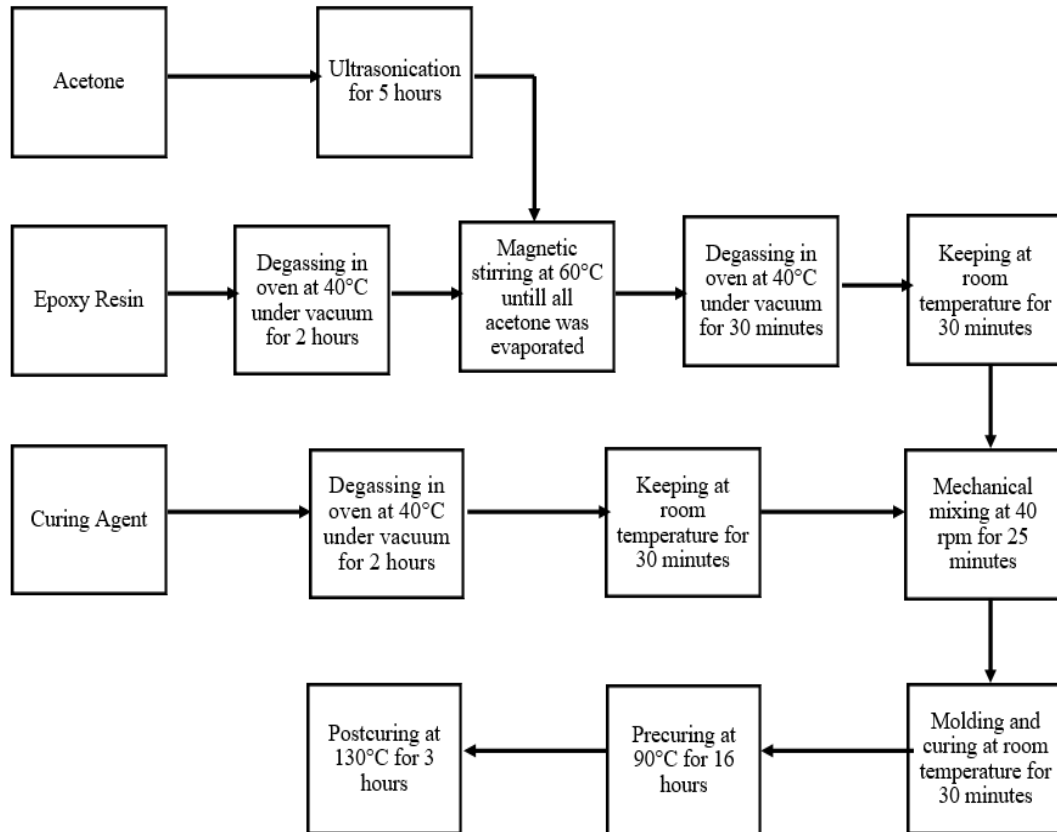 Acetone
Ultrasonication
for 5 hours
Epoxy Resin
Degassing in
oven at 40°C
under vacuum
for 2 hours
Magnetic
stirring at 60°C
untill all
acetone was
evaporated
Degassing in
oven at 40°C
under vacuum
for 30 minutes
Keeping at
room
temperature for
30 minutes
Curing Agent
Degassing in
oven at 40°C
under vacuum
for 2 hours
Keeping at
room
temperature for
30 minutes
Mechanical
mixing at 40
rpm for 25
minutes
Postcuring at
130°C for 3
hours
Precuring at
90°C for 16
hours
Molding and
curing at room
temperature for
30 minutes